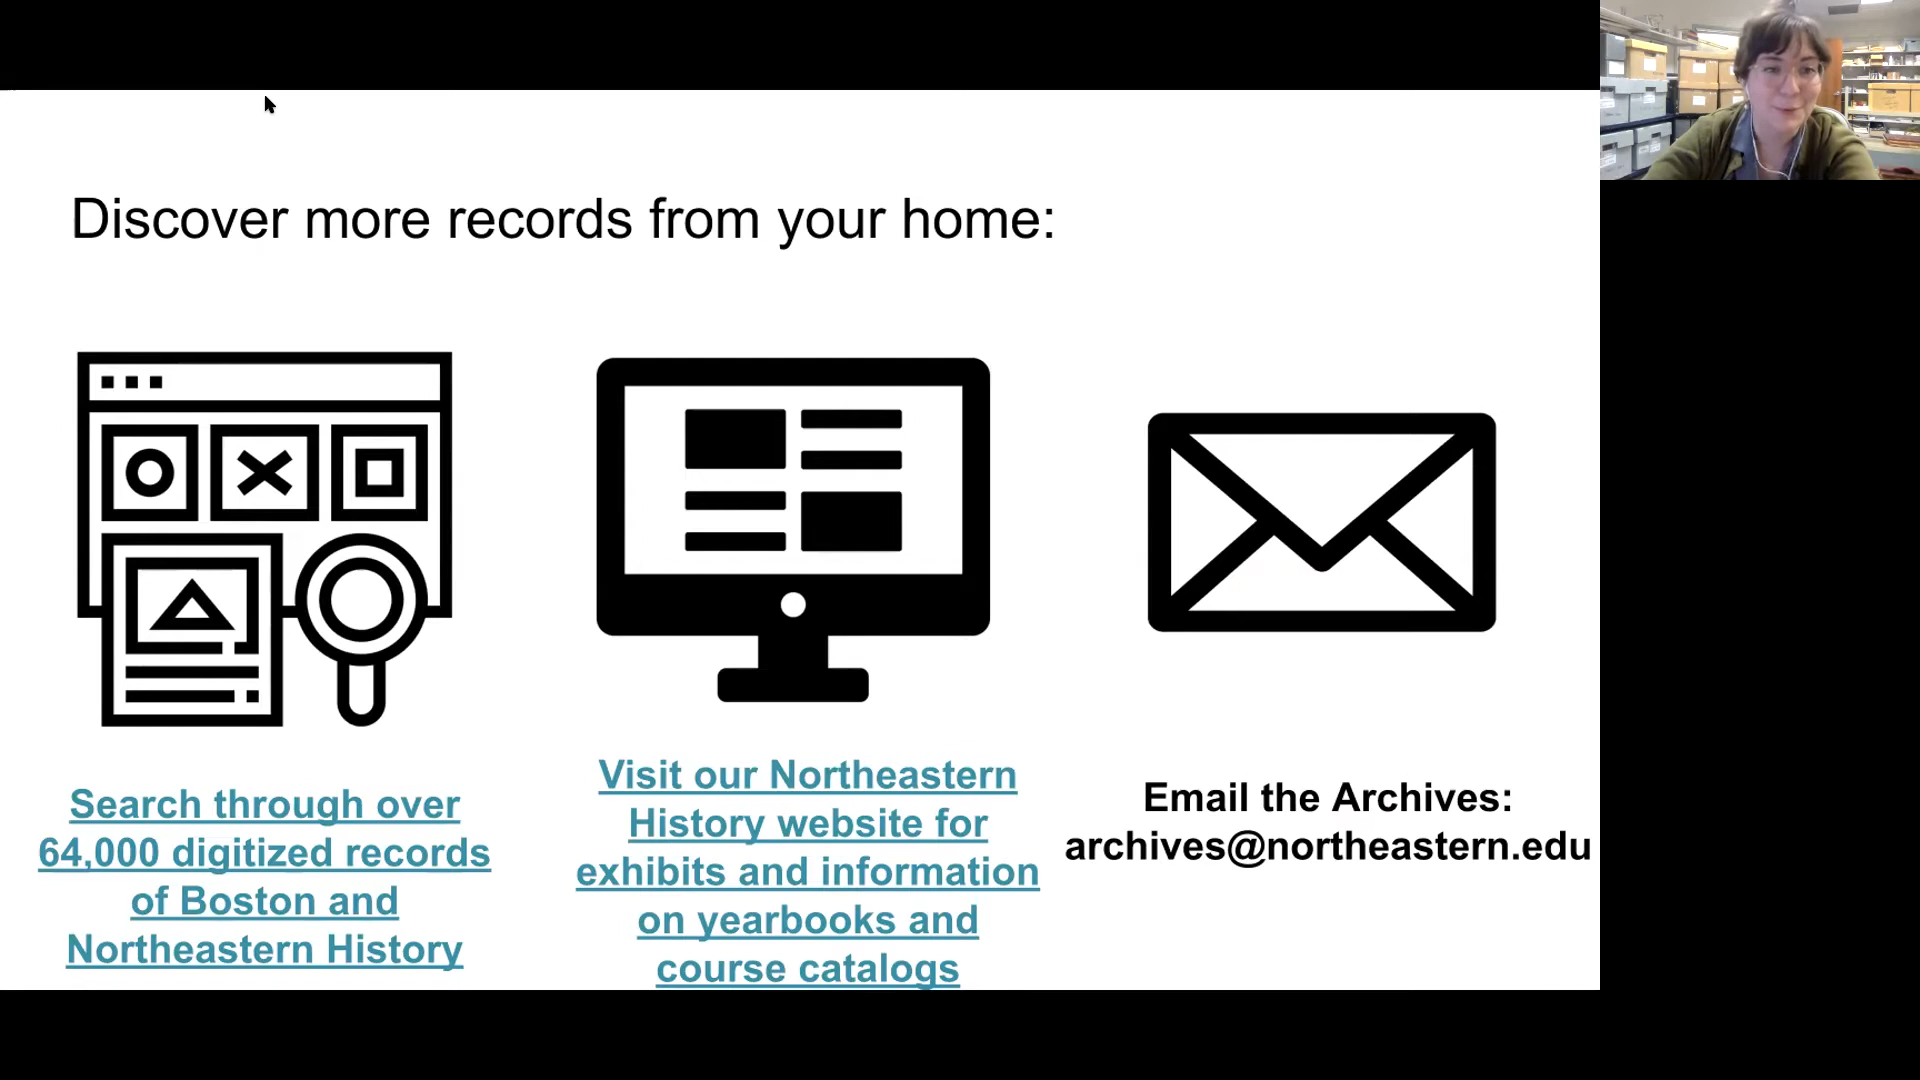 Discover more records from your home:
Search through over
64,000 digitized records
of Boston and
Northeastern History
Visit our Northeastern
History website for
exhibits and information
on yearbooks and
course catalogs
Email the Archives:
archives@northeastern.edu